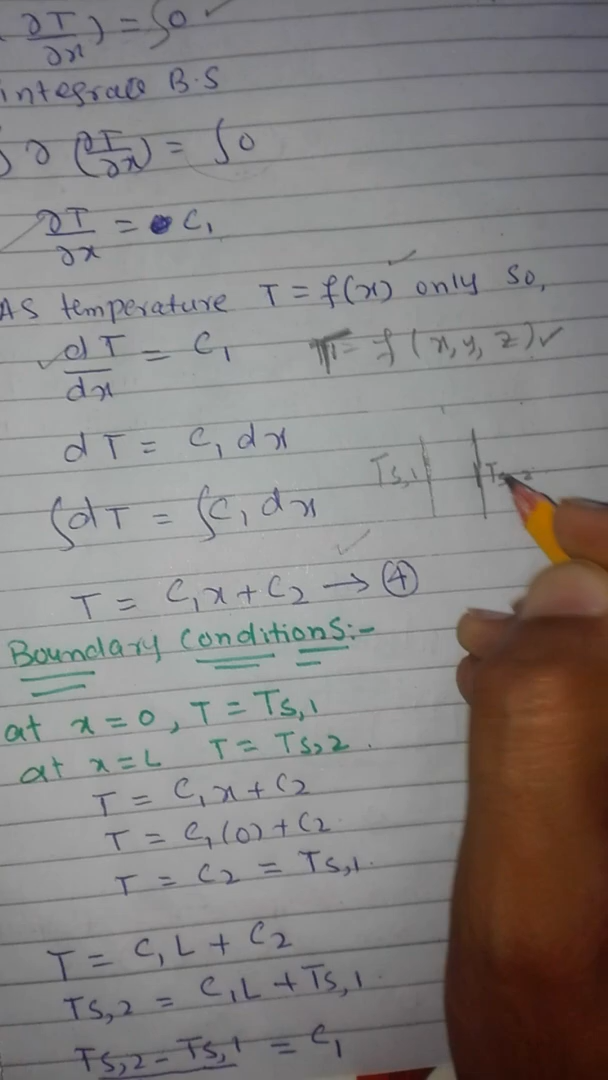 ∂T/∂x) = ∫0 ✓
integrate B.S
∫ ∂ (∂T/∂x) = ∫0
∂T/∂x = C₁
As temperature T = f(x) only so,
dT/dx = C₁ T = f(x,y,z) ✓
dT = C₁ dx
Ts,1 Ts,2
∫dT = ∫C₁ dx
T = C₁x + C₂ → ④
Boundary Conditions:-
at x = 0, T = Ts,1
at x = L T = Ts,2.
T = C₁x + C₂
T = C₁(0) + C₂
T = C₂ = Ts,1.
T = C₁L + C₂
Ts,2 = C₁L + Ts,1.
Ts,2 - Ts,1 = C₁